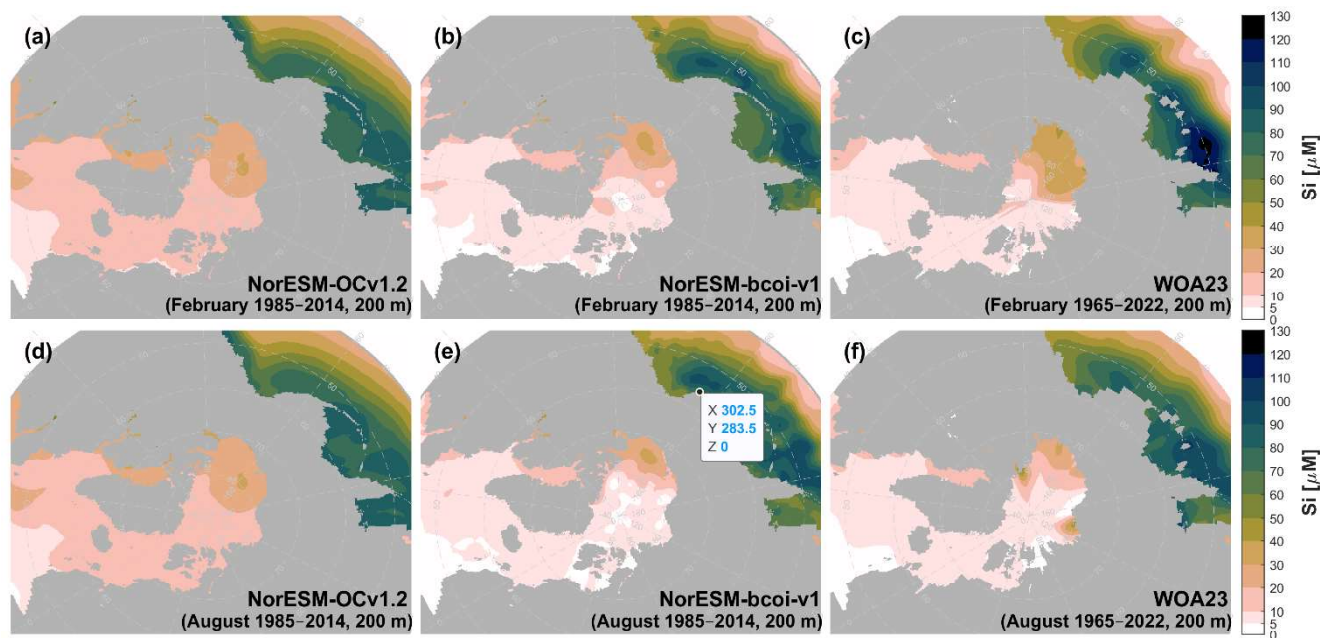 (a)
NorESM-OCv1.2
(February 1985–2014, 200 m)
(b)
NorESM-bcoi-v1
(February 1985–2014, 200 m)
(c)
WOA23
(February 1965–2022, 200 m)
130
120
110
100
90
80
70
60
50
40
30
20
10
5
0
Si [μM]
(d)
NorESM-OCv1.2
(August 1985–2014, 200 m)
(e)
X 302.5
Y 283.5
Z 0
NorESM-bcoi-v1
(August 1985–2014, 200 m)
(f)
WOA23
(August 1965–2022, 200 m)
130
120
110
100
90
80
70
60
50
40
30
20
10
5
0
Si [μM]